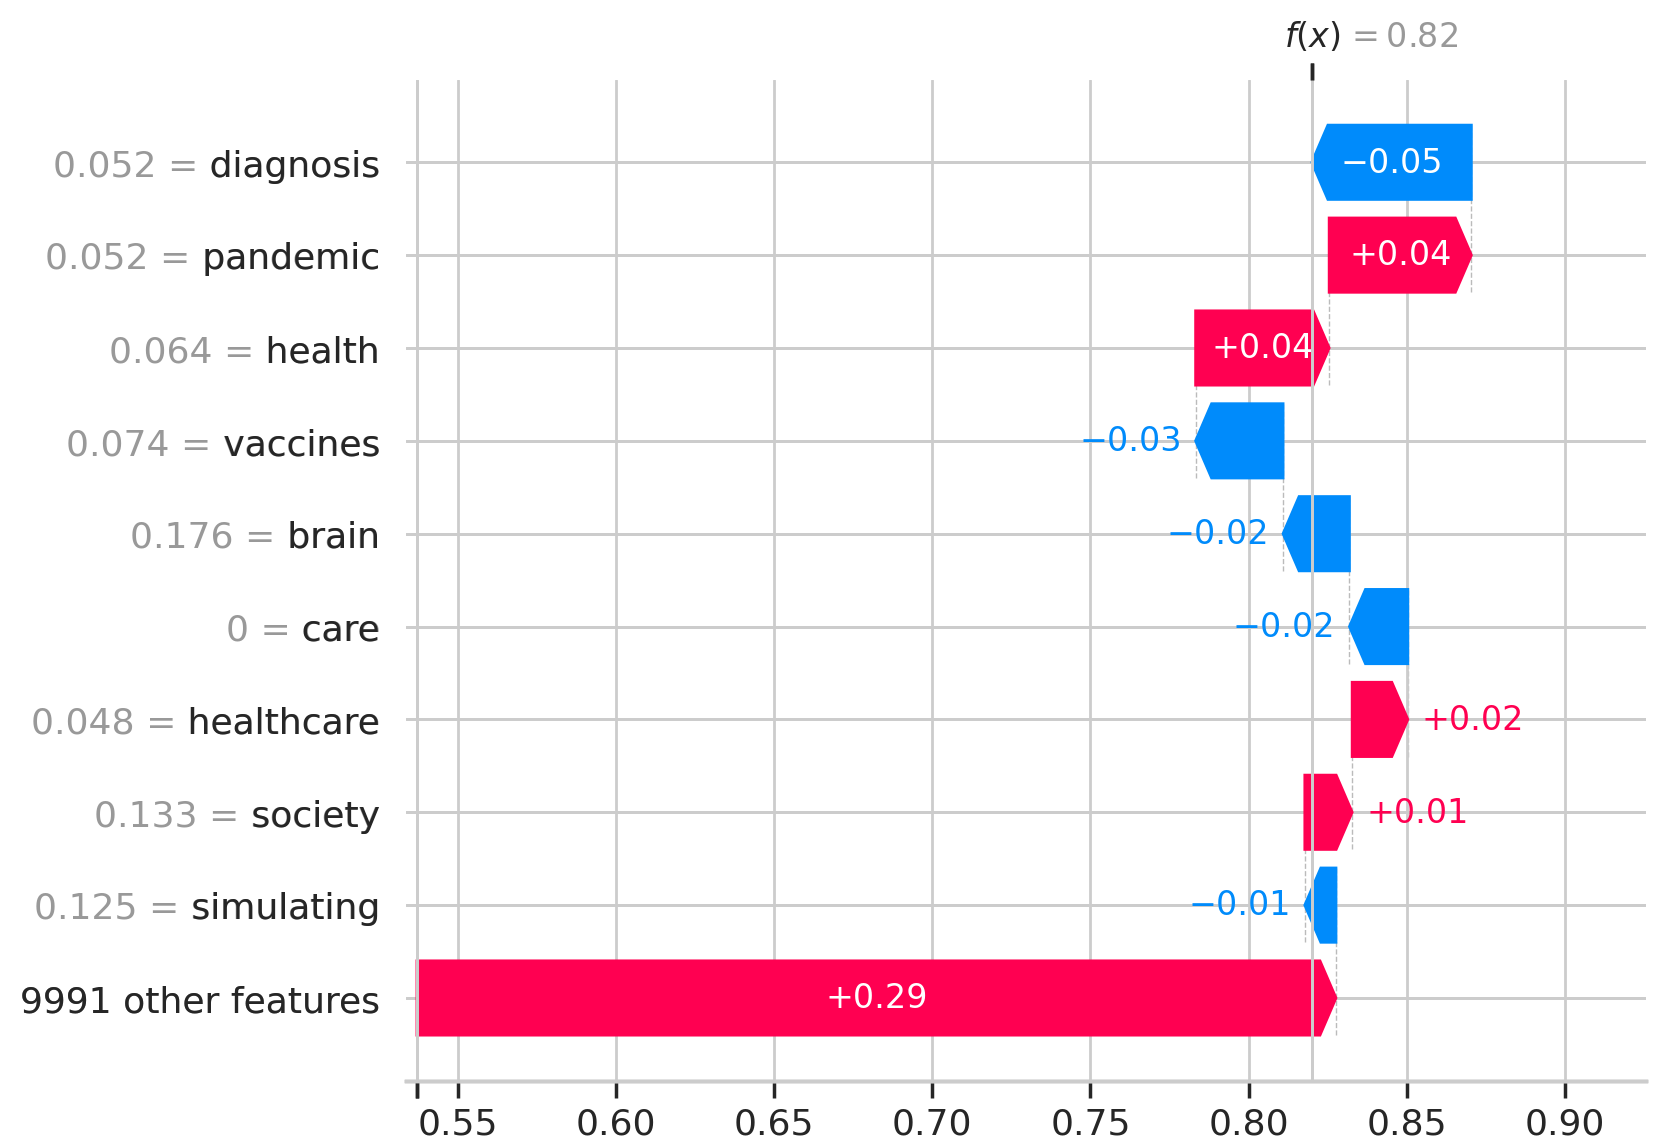 f(x) = 0.82
0.052 = diagnosis −0.05
0.052 = pandemic +0.04
0.064 = health +0.04
0.074 = vaccines −0.03
0.176 = brain −0.02
0 = care −0.02
0.048 = healthcare +0.02
0.133 = society +0.01
0.125 = simulating −0.01
9991 other features +0.29
0.55 0.60 0.65 0.70 0.75 0.80 0.85 0.90